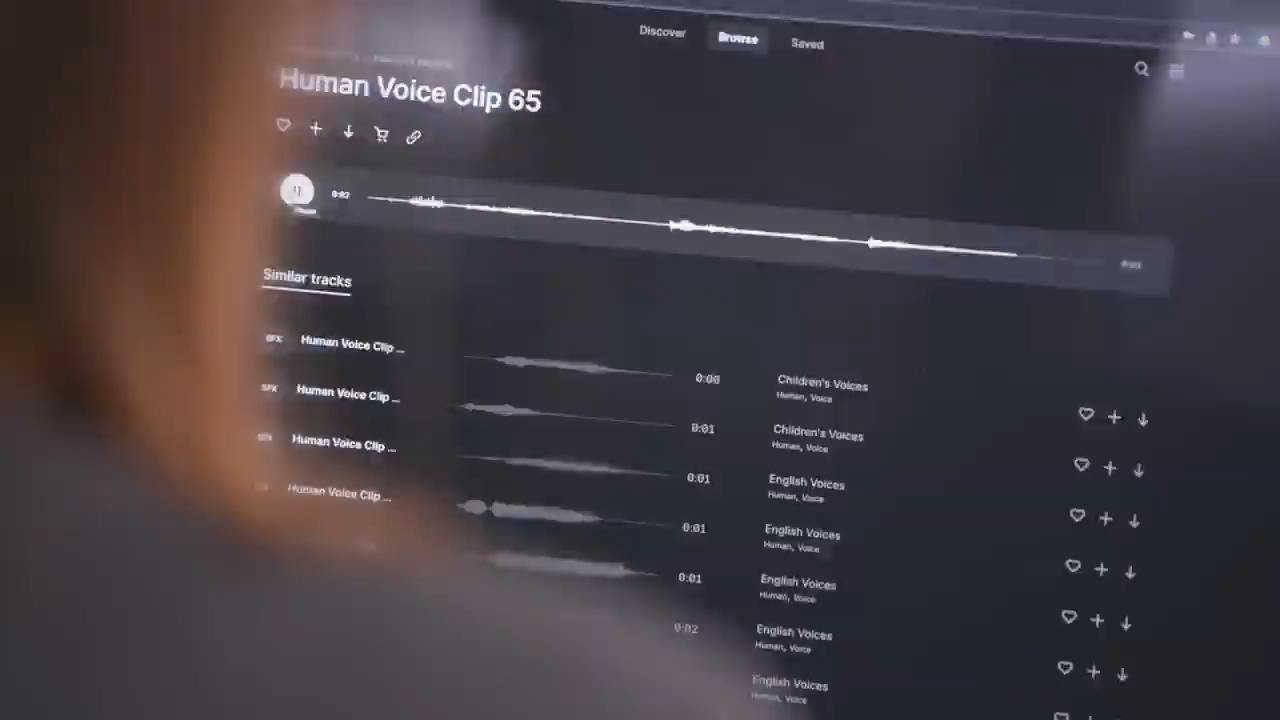 Discover Browse Saved
Human Voice Clip 65
0:02
Similar tracks
SFX Human Voice Clip ... 0:00 Children's Voices
Human, Voice
SFX Human Voice Clip ... 0:01 Children's Voices
Human, Voice
SFX Human Voice Clip ... 0:01 English Voices
Human, Voice
Human Voice Clip ... 0:01 English Voices
Human, Voice
0:01 English Voices
Human, Voice
0:02 English Voices
Human, Voice
English Voices
Human, Voice